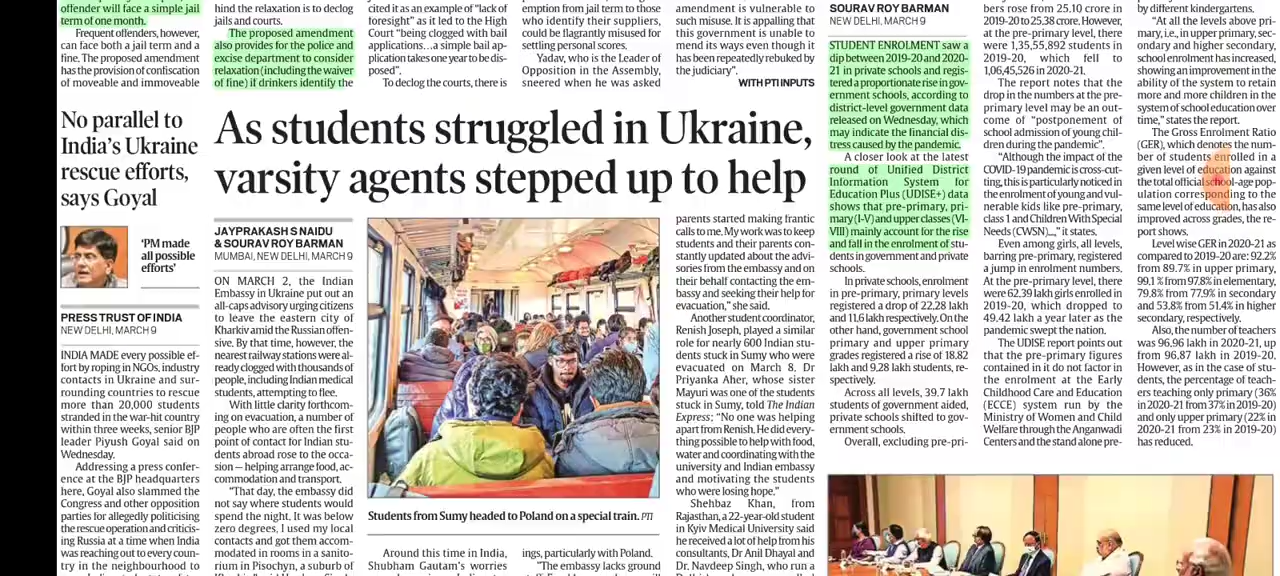 offender will face a simple jail
term of one month.
Frequent offenders, however,
can face both a jail term and a
fine. The proposed amendment
has the provision of confiscation
of moveable and immoveable
hind the relaxation is to declog
jails and courts.
The proposed amendment
also provides for the police and
excise department to consider
relaxation (including the waiver
of fine) if drinkers identify the
cited it as an example of "lack of
foresight" as it led to the High
Court "being clogged with bail
applications…a simple bail ap-
plication takes one year to be dis-
posed".
To declog the courts, there is
emption from jail term to those
who identify their suppliers,
could be flagrantly misused for
settling personal scores.
Yadav, who is the Leader of
Opposition in the Assembly,
sneered when he was asked
amendment is vulnerable to
such misuse. It is appalling that
this government is unable to
mend its ways even though it
has been repeatedly rebuked by
the judiciary".
WITH PTI INPUTS
No parallel to
India's Ukraine
rescue efforts,
says Goyal
'PM made
all possible
efforts'
PRESS TRUST OF INDIA
NEW DELHI, MARCH 9
INDIA MADE every possible ef-
fort by roping in NGOs, industry
contacts in Ukraine and sur-
rounding countries to rescue
more than 20,000 students
stranded in the war-hit country
within three weeks, senior BJP
leader Piyush Goyal said on
Wednesday.
Addressing a press confer-
ence at the BJP headquarters
here, Goyal also slammed the
Congress and other opposition
parties for allegedly politicising
the rescue operation and criticis-
ing Russia at a time when India
was reaching out to every coun-
try in the neighbourhood to
As students struggled in Ukraine,
varsity agents stepped up to help
JAYPRAKASH S NAIDU
& SOURAV ROY BARMAN
MUMBAI, NEW DELHI, MARCH 9
ON MARCH 2, the Indian
Embassy in Ukraine put out an
all-caps advisory urging citizens
to leave the eastern city of
Kharkiv amid the Russian offen-
sive. By that time, however, the
nearest railway stations were al-
ready clogged with thousands of
people, including Indian medical
students, attempting to flee.
With little clarity forthcom-
ing on evacuation, a number of
people who are often the first
point of contact for Indian stu-
dents abroad rose to the occa-
sion — helping arrange food, ac-
commodation and transport.
"That day, the embassy did
not say where students would
spend the night. It was below
zero degrees. I used my local
contacts and got them accom-
modated in rooms in a sanito-
rium in Pisochyn, a suburb of
Students from Sumy headed to Poland on a special train. PTI
Around this time in India,
Shubham Gautam's worries
ings, particularly with Poland.
"The embassy lacks ground
parents started making frantic
calls to me. My work was to keep
students and their parents con-
stantly updated about the advi-
sories from the embassy and on
their behalf contacting the em-
bassy and seeking their help for
evacuation," she said.
Another student coordinator,
Renish Joseph, played a similar
role for nearly 600 Indian stu-
dents stuck in Sumy who were
evacuated on March 8. Dr
Priyanka Aher, whose sister
Mayuri was one of the students
stuck in Sumy, told The Indian
Express; "No one was helping
apart from Renish. He did every-
thing possible to help with food,
water and coordinating with the
university and Indian embassy
and motivating the students
who were losing hope."
Shehbaz Khan, from
Rajasthan, a 22-year-old student
in Kyiv Medical University said
he received a lot of help from his
consultants, Dr Anil Dhayal and
Dr. Navdeep Singh, who run a
SOURAV ROY BARMAN
NEW DELHI, MARCH 9
STUDENT ENROLMENT saw a
dip between 2019-20 and 2020-
21 in private schools and regis-
tered a proportionate rise in gov-
ernment schools, according to
district-level government data
released on Wednesday, which
may indicate the financial dis-
tress caused by the pandemic.
A closer look at the latest
round of Unified District
Information System for
Education Plus (UDISE+) data
shows that pre-primary, pri-
mary (I-V) and upper classes (VI-
VIII) mainly account for the rise
and fall in the enrolment of stu-
dents in government and private
schools.
In private schools, enrolment
in pre-primary, primary levels
registered a drop of 22.28 lakh
and 11.6 lakh respectively. On the
other hand, government school
primary and upper primary
grades registered a rise of 18.82
lakh and 9.28 lakh students, re-
spectively.
Across all levels, 39.7 lakh
students of government aided,
private schools shifted to gov-
ernment schools.
Overall, excluding pre-pri-
bers rose from 25.10 crore in
2019-20 to 25.38 crore. However,
at the pre-primary level, there
were 1,35,55,892 students in
2019-20, which fell to
1,06,45,526 in 2020-21.
The report notes that the
drop in the numbers at the pre-
primary level may be an out-
come of "postponement of
school admission of young chil-
dren during the pandemic".
"Although the impact of the
COVID-19 pandemic is cross-cut-
ting, this is particularly noticed in
the enrolment of young and vul-
nerable kids like pre-primary,
class 1 and Children With Special
Needs (CWSN)…," it states.
Even among girls, all levels,
barring pre-primary, registered
a jump in enrolment numbers.
At the pre-primary level, there
were 62.39 lakh girls enrolled in
2019-20, which dropped to
49.42 lakh a year later as the
pandemic swept the nation.
The UDISE report points out
that the pre-primary figures
contained in it do not factor in
the enrolment at the Early
Childhood Care and Education
(ECCE) system run by the
Ministry of Women and Child
Welfare through the Anganwadi
Centers and the stand alone pre-
by different kindergartens.
"At all the levels above pri-
mary, i.e., in upper primary, sec-
ondary and higher secondary,
school enrolment has increased,
showing an improvement in the
ability of the system to retain
more and more children in the
system of school education over
time," states the report.
The Gross Enrolment Ratio
(GER), which denotes the num-
ber of students enrolled in a
given level of education against
the total official school-age pop-
ulation corresponding to the
same level of education, has also
improved across grades, the re-
port shows.
Level wise GER in 2020-21 as
compared to 2019-20 are: 92.2%
from 89.7% in upper primary,
99.1 % from 97.8% in elementary,
79.8% from 77.9% in secondary
and 53.8% from 51.4% in higher
secondary, respectively.
Also, the number of teachers
was 96.96 lakh in 2020-21, up
from 96.87 lakh in 2019-20.
However, as in the case of stu-
dents, the percentage of teach-
ers teaching only primary (36%
in 2020-21 from 37% in 2019-20)
and only upper primary (22% in
2020-21 from 23% in 2019-20)
has reduced.